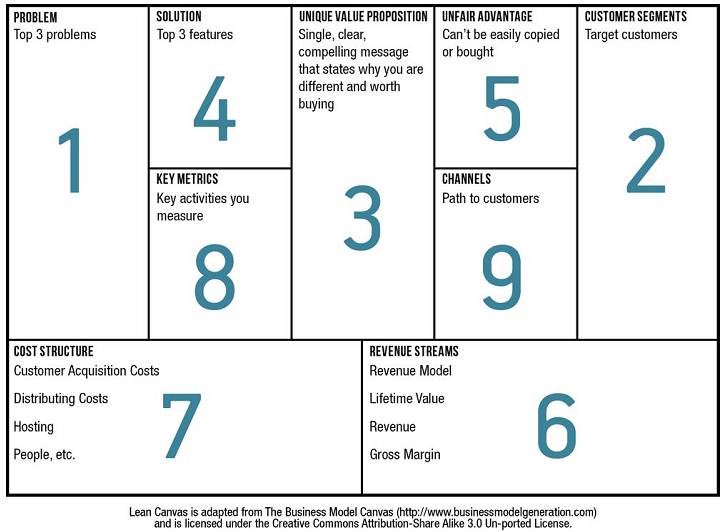 PROBLEM
Top 3 problems
1
SOLUTION
Top 3 features
4
KEY METRICS
Key activities you
measure
8
UNIQUE VALUE PROPOSITION
Single, clear,
compelling message
that states why you are
different and worth
buying
3
UNFAIR ADVANTAGE
Can't be easily copied
or bought
5
CHANNELS
Path to customers
9
CUSTOMER SEGMENTS
Target customers
2
COST STRUCTURE
Customer Acquisition Costs
Distributing Costs
Hosting
People, etc.
7
REVENUE STREAMS
Revenue Model
Lifetime Value
Revenue
Gross Margin
6
Lean Canvas is adapted from The Business Model Canvas (http://www.businessmodelgeneration.com)
and is licensed under the Creative Commons Attribution-Share Alike 3.0 Un-ported License.